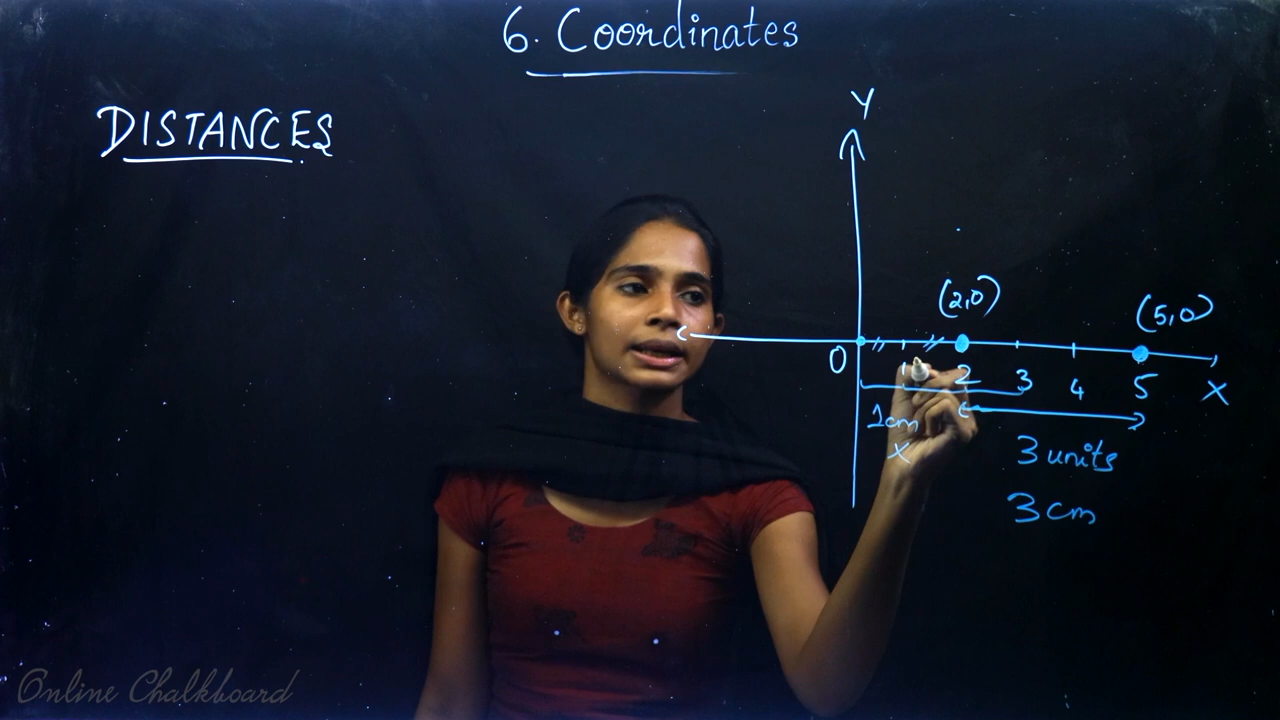 6. Coordinates
DISTANCES
Y
(2,0)
(5,0)
O
1 2 3 4 5 X
1cm
X
3 units
3 cm
Online Chalkboard